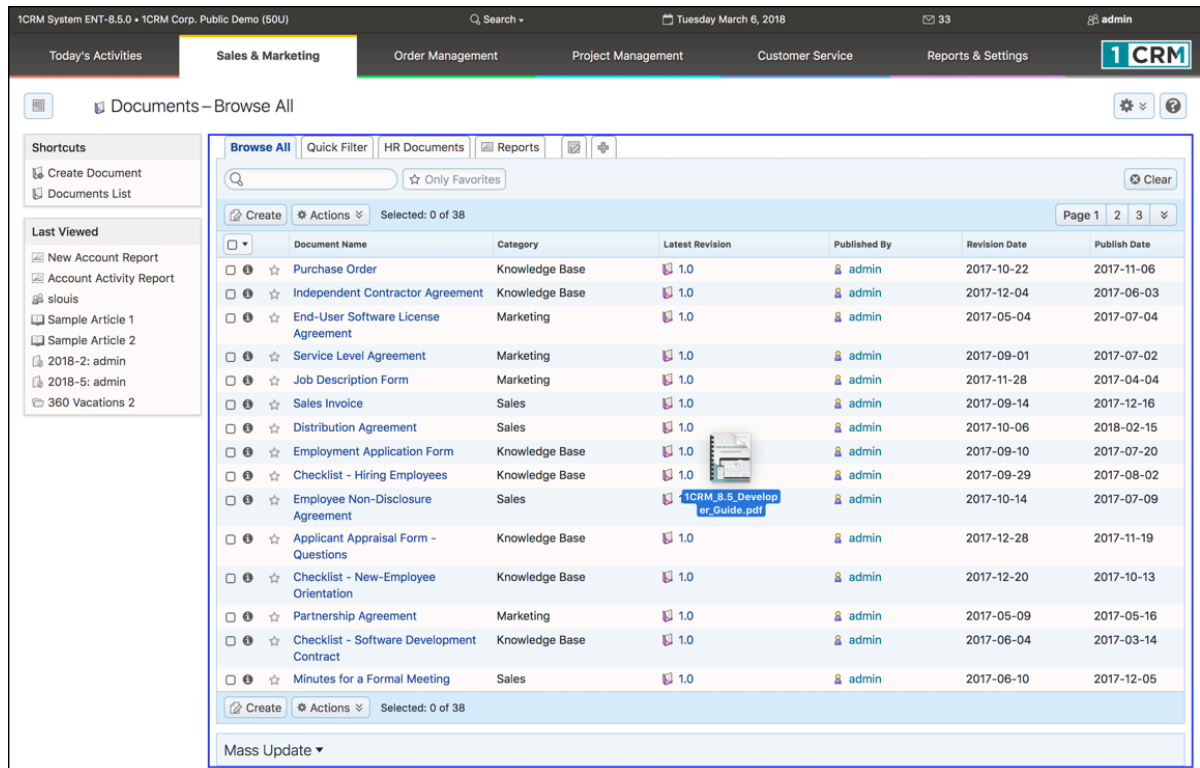 1CRM System ENT-8.5.0 • 1CRM Corp. Public Demo (50U) Search Tuesday March 6, 2018 33 admin
Today's Activities Sales & Marketing Order Management Project Management Customer Service Reports & Settings 1 CRM
Documents – Browse All
Shortcuts
Create Document
Documents List
Last Viewed
New Account Report
Account Activity Report
slouis
Sample Article 1
Sample Article 2
2018-2: admin
2018-5: admin
360 Vacations 2
Browse All Quick Filter HR Documents Reports
Only Favorites Clear
Create Actions Selected: 0 of 38 Page 1 2 3
Document Name Category Latest Revision Published By Revision Date Publish Date
Purchase Order Knowledge Base 1.0 admin 2017-10-22 2017-11-06
Independent Contractor Agreement Knowledge Base 1.0 admin 2017-12-04 2017-06-03
End-User Software License Marketing 1.0 admin 2017-05-04 2017-07-04
Agreement
Service Level Agreement Marketing 1.0 admin 2017-09-01 2017-07-02
Job Description Form Marketing 1.0 admin 2017-11-28 2017-04-04
Sales Invoice Sales 1.0 admin 2017-09-14 2017-12-16
Distribution Agreement Sales 1.0 admin 2017-10-06 2018-02-15
Employment Application Form Knowledge Base 1.0 admin 2017-09-10 2017-07-20
Checklist - Hiring Employees Knowledge Base 1.0 admin 2017-09-29 2017-08-02
Employee Non-Disclosure Sales admin 2017-10-14 2017-07-09
Agreement
1CRM_8.5_Develop
er_Guide.pdf
Applicant Appraisal Form - Knowledge Base 1.0 admin 2017-12-28 2017-11-19
Questions
Checklist - New-Employee Knowledge Base 1.0 admin 2017-12-20 2017-10-13
Orientation
Partnership Agreement Marketing 1.0 admin 2017-05-09 2017-05-16
Checklist - Software Development Knowledge Base 1.0 admin 2017-06-04 2017-03-14
Contract
Minutes for a Formal Meeting Sales 1.0 admin 2017-06-10 2017-12-05
Create Actions Selected: 0 of 38
Mass Update